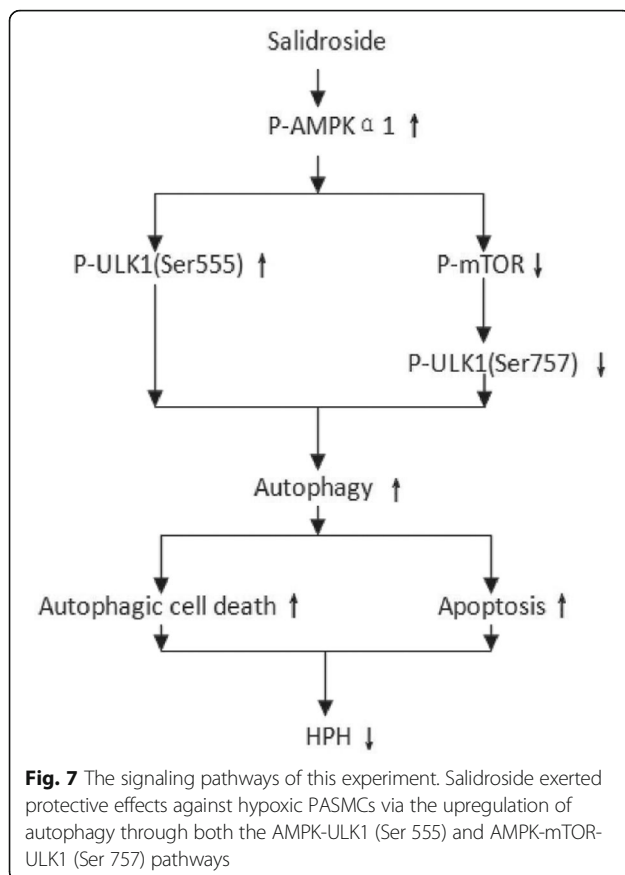 Salidroside
P-AMPK α 1 ↑
P-ULK1(Ser555) ↑ P-mTOR ↓
P-ULK1(Ser757) ↓
Autophagy ↑
Autophagic cell death ↑ Apoptosis ↑
HPH ↓
Fig. 7 The signaling pathways of this experiment. Salidroside exerted
protective effects against hypoxic PASMCs via the upregulation of
autophagy through both the AMPK-ULK1 (Ser 555) and AMPK-mTOR-
ULK1 (Ser 757) pathways